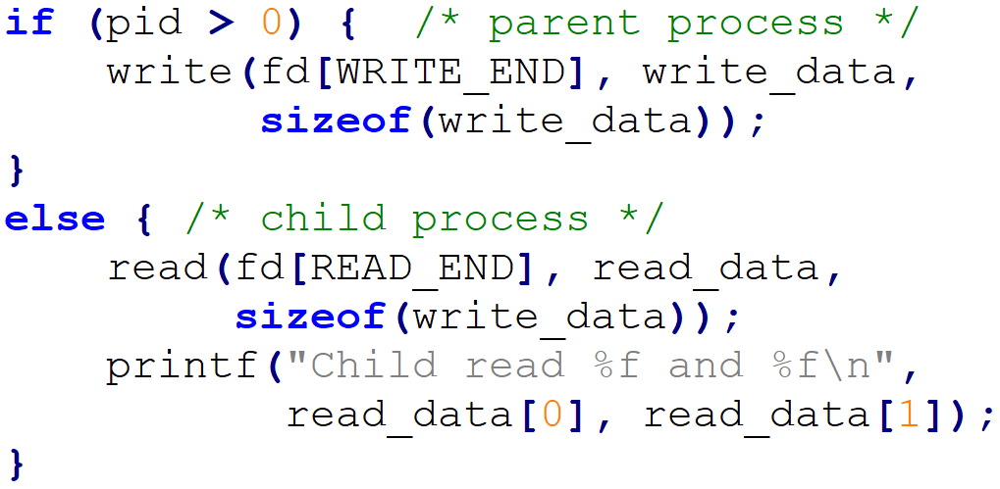 if (pid > 0) {  /* parent process */
    write(fd[WRITE_END], write_data,
          sizeof(write_data));
}
else { /* child process */
    read(fd[READ_END], read_data,
         sizeof(write_data));
    printf("Child read %f and %f\n",
           read_data[0], read_data[1]);
}